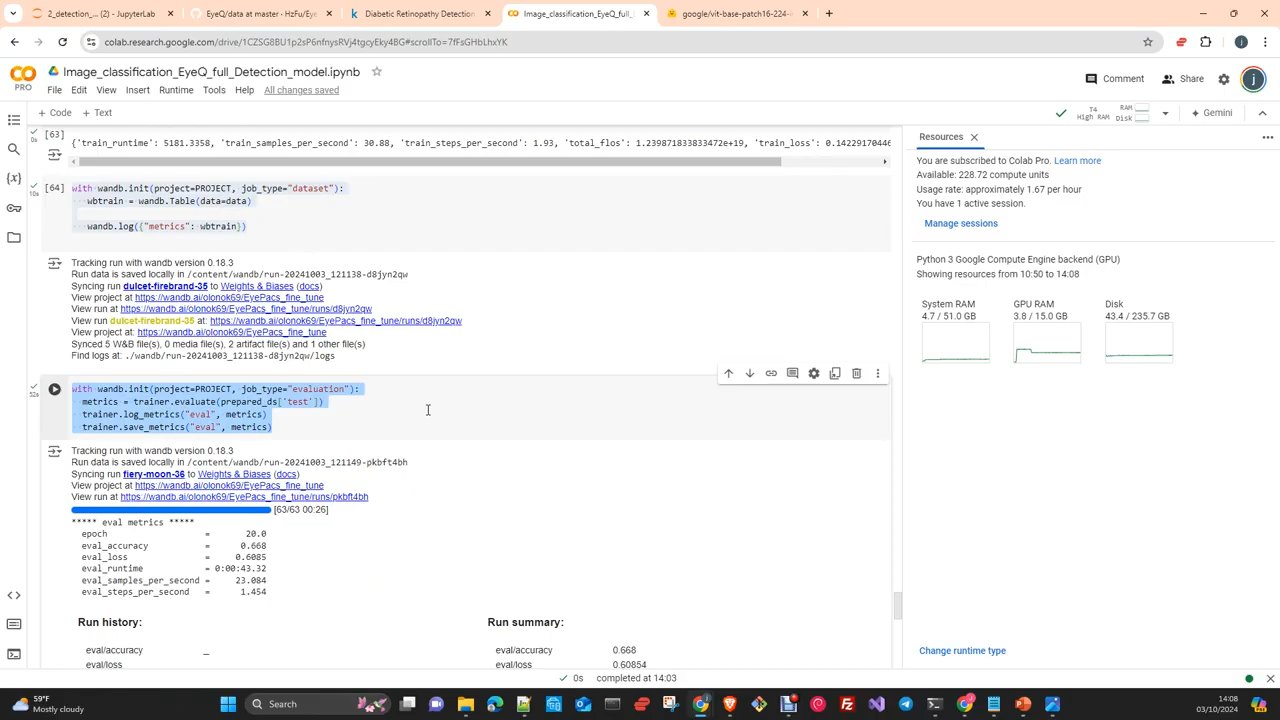 2_detection_... (2) - JupyterLab
EyeQ/data at master · HzFu/Eye
Diabetic Retinopathy Detection
Image_classification_EyeQ_full_
google/vit-base-patch16-224-
colab.research.google.com/drive/1CZSG8BU1p2sP6nfnysRVj4tgcyEky4BG#scrollTo=7fFsGHbLhxYK
Image_classification_EyeQ_full_Detection_model.ipynb
Comment
Share
j
PRO
File Edit View Insert Runtime Tools Help All changes saved
+ Code + Text
T4
High RAM
RAM
Disk
Gemini
[63]
0s
{'train_runtime': 5181.3358, 'train_samples_per_second': 30.88, 'train_steps_per_second': 1.93, 'total_flos': 1.239871833833472e+19, 'train_loss': 0.1422917044
[64]
10s
with wandb.init(project=PROJECT, job_type="dataset"):
wbtrain = wandb.Table(data=data)
wandb.log({"metrics": wbtrain})
Tracking run with wandb version 0.18.3
Run data is saved locally in /content/wandb/run-20241003_121138-d8jyn2qw
Syncing run dulcet-firebrand-35 to Weights & Biases (docs)
View project at https://wandb.ai/olonok69/EyePacs_fine_tune
View run at https://wandb.ai/olonok69/EyePacs_fine_tune/runs/d8jyn2qw
View run dulcet-firebrand-35 at: https://wandb.ai/olonok69/EyePacs_fine_tune/runs/d8jyn2qw
View project at: https://wandb.ai/olonok69/EyePacs_fine_tune
Synced 5 W&B file(s), 0 media file(s), 2 artifact file(s) and 1 other file(s)
Find logs at: ./wandb/run-20241003_121138-d8jyn2qw/logs
52s
with wandb.init(project=PROJECT, job_type="evaluation"):
metrics = trainer.evaluate(prepared_ds['test'])
trainer.log_metrics("eval", metrics)
trainer.save_metrics("eval", metrics)
Tracking run with wandb version 0.18.3
Run data is saved locally in /content/wandb/run-20241003_121149-pkbft4bh
Syncing run fiery-moon-36 to Weights & Biases (docs)
View project at https://wandb.ai/olonok69/EyePacs_fine_tune
View run at https://wandb.ai/olonok69/EyePacs_fine_tune/runs/pkbft4bh
[63/63 00:26]
***** eval metrics *****
epoch = 20.0
eval_accuracy = 0.668
eval_loss = 0.6085
eval_runtime = 0:00:43.32
eval_samples_per_second = 23.084
eval_steps_per_second = 1.454
Run history:
Run summary:
eval/accuracy _
eval/accuracy 0.668
eval/loss
eval/loss 0.60854
Resources
You are subscribed to Colab Pro. Learn more
Available: 228.72 compute units
Usage rate: approximately 1.67 per hour
You have 1 active session.
Manage sessions
Python 3 Google Compute Engine backend (GPU)
Showing resources from 10:50 to 14:08
System RAM
4.7 / 51.0 GB
GPU RAM
3.8 / 15.0 GB
Disk
43.4 / 235.7 GB
Change runtime type
0s completed at 14:03
59°F
Mostly cloudy
Search
14:08
03/10/2024